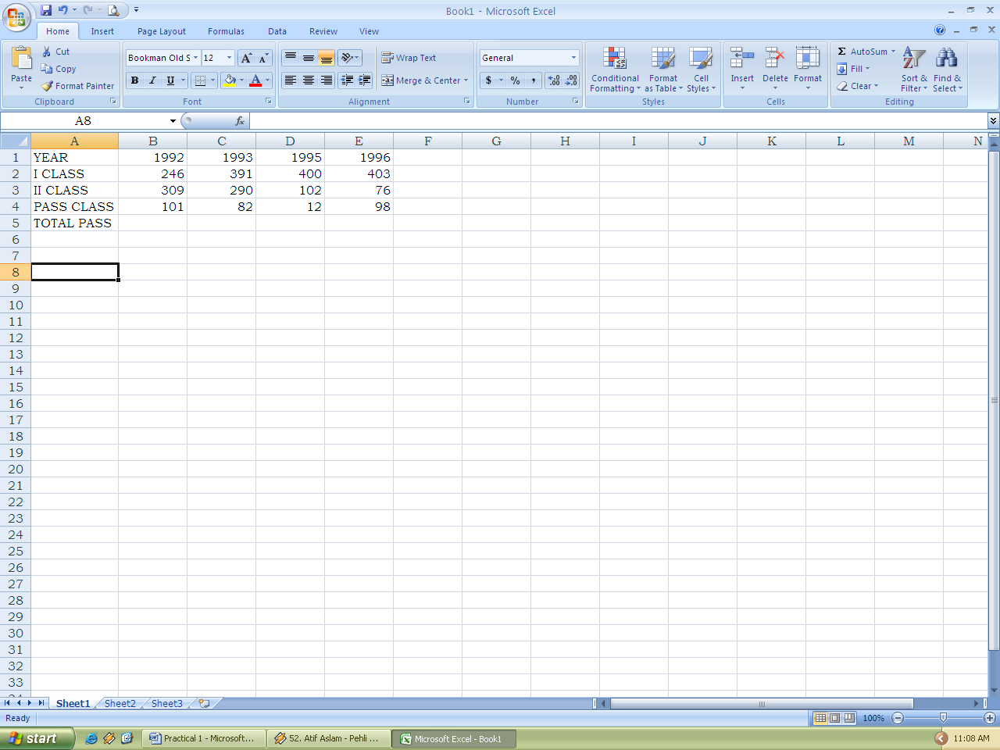 Book1 - Microsoft Excel
Home Insert Page Layout Formulas Data Review View
Paste Cut Copy Format Painter Clipboard
Bookman Old S 12 A A B I U A Font
Wrap Text Merge & Center Alignment
General $ % , .00 .00 Number
Conditional Formatting Format as Table Cell Styles Styles
Insert Delete Format Cells
Σ AutoSum Fill Clear Sort & Filter Find & Select Editing
A8 fx
A B C D E F G H I J K L M N
1 YEAR 1992 1993 1995 1996
2 I CLASS 246 391 400 403
3 II CLASS 309 290 102 76
4 PASS CLASS 101 82 12 98
5 TOTAL PASS
6
7
8
9
10
11
12
13
14
15
16
17
18
19
20
21
22
23
24
25
26
27
28
29
30
31
32
33
Sheet1 Sheet2 Sheet3
Ready 100%
start Practical 1 - Microsoft... 52. Atif Aslam - Pehli ... Microsoft Excel - Book1 11:08 AM